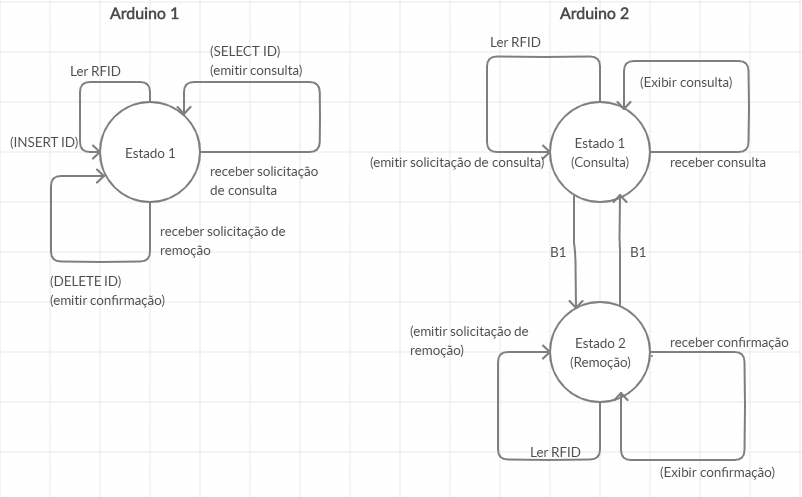 Arduino 1
Ler RFID
(SELECT ID)
(emitir consulta)
(INSERT ID)
Estado 1
receber solicitação
de consulta
receber solicitação de
remoção
(DELETE ID)
(emitir confirmação)
Arduino 2
Ler RFID
(Exibir consulta)
Estado 1
(Consulta)
(emitir solicitação de consulta)
receber consulta
B1
B1
(emitir solicitação de
remoção)
Estado 2
(Remoção)
receber confirmação
Ler RFID
(Exibir confirmação)